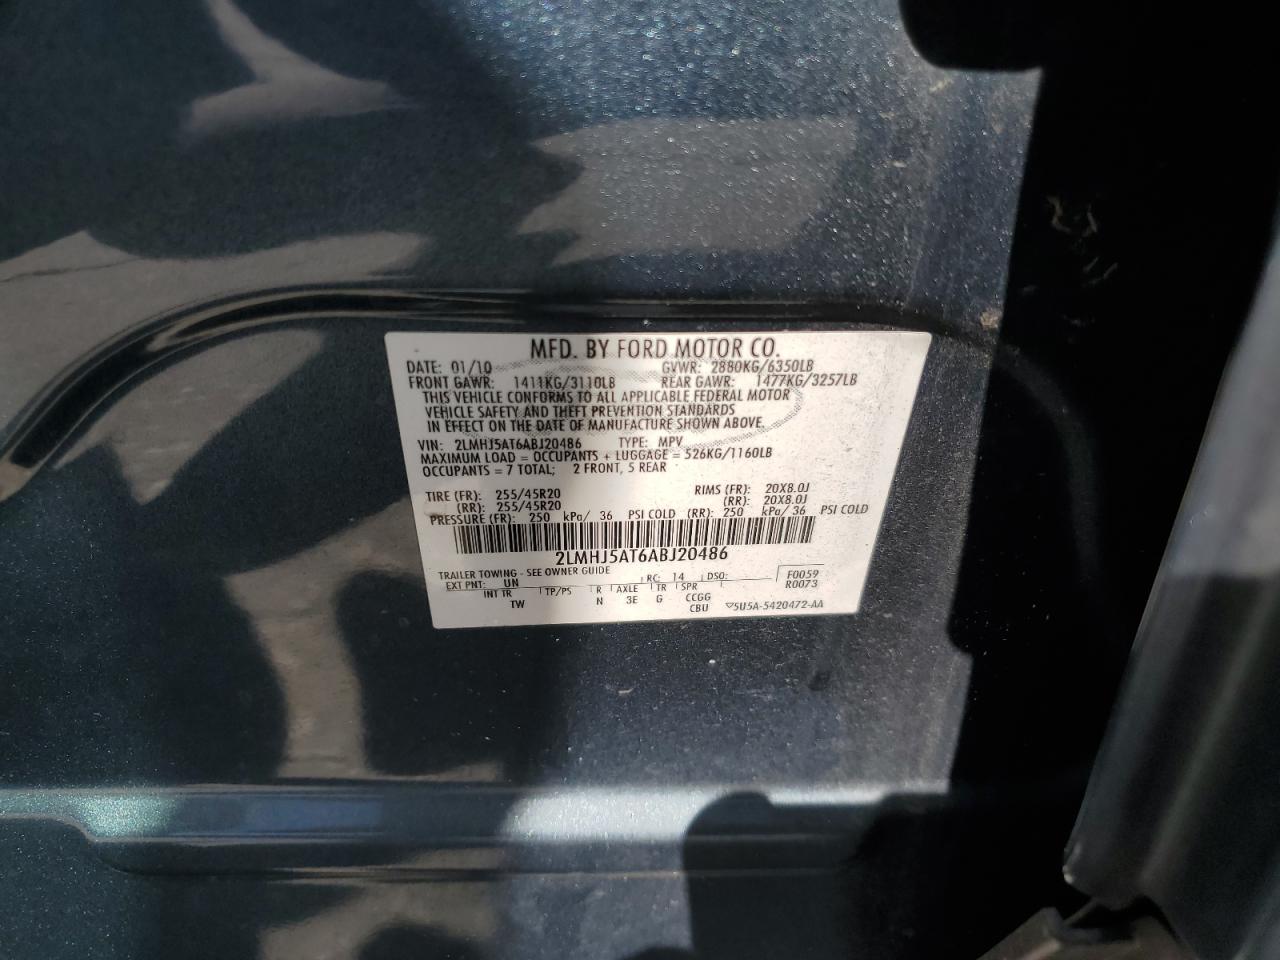 MFD. BY FORD MOTOR CO.
DATE: 01/10 GVWR: 2880KG/6350LB
FRONT GAWR: 1411KG/3110LB REAR GAWR: 1477KG/3257LB
THIS VEHICLE CONFORMS TO ALL APPLICABLE FEDERAL MOTOR
VEHICLE SAFETY AND THEFT PREVENTION STANDARDS
IN EFFECT ON THE DATE OF MANUFACTURE SHOWN ABOVE.
VIN: 2LMHJ5AT6ABJ20486 TYPE: MPV
MAXIMUM LOAD = OCCUPANTS + LUGGAGE = 526KG/1160LB
OCCUPANTS = 7 TOTAL; 2 FRONT, 5 REAR
TIRE (FR): 255/45R20 RIMS (FR): 20X8.0J
(RR): 255/45R20 (RR): 20X8.0J
PRESSURE (FR): 250 kPa/ 36 PSI COLD (RR): 250 kPa/ 36 PSI COLD
2LMHJ5AT6ABJ20486
TRAILER TOWING - SEE OWNER GUIDE
EXT PNT: UN RC: 14 DSO: F0059
INT TR TP/PS R AXLE TR SPR R0073
TW N 3E G CCGG
CBU 5U5A-5420472-AA